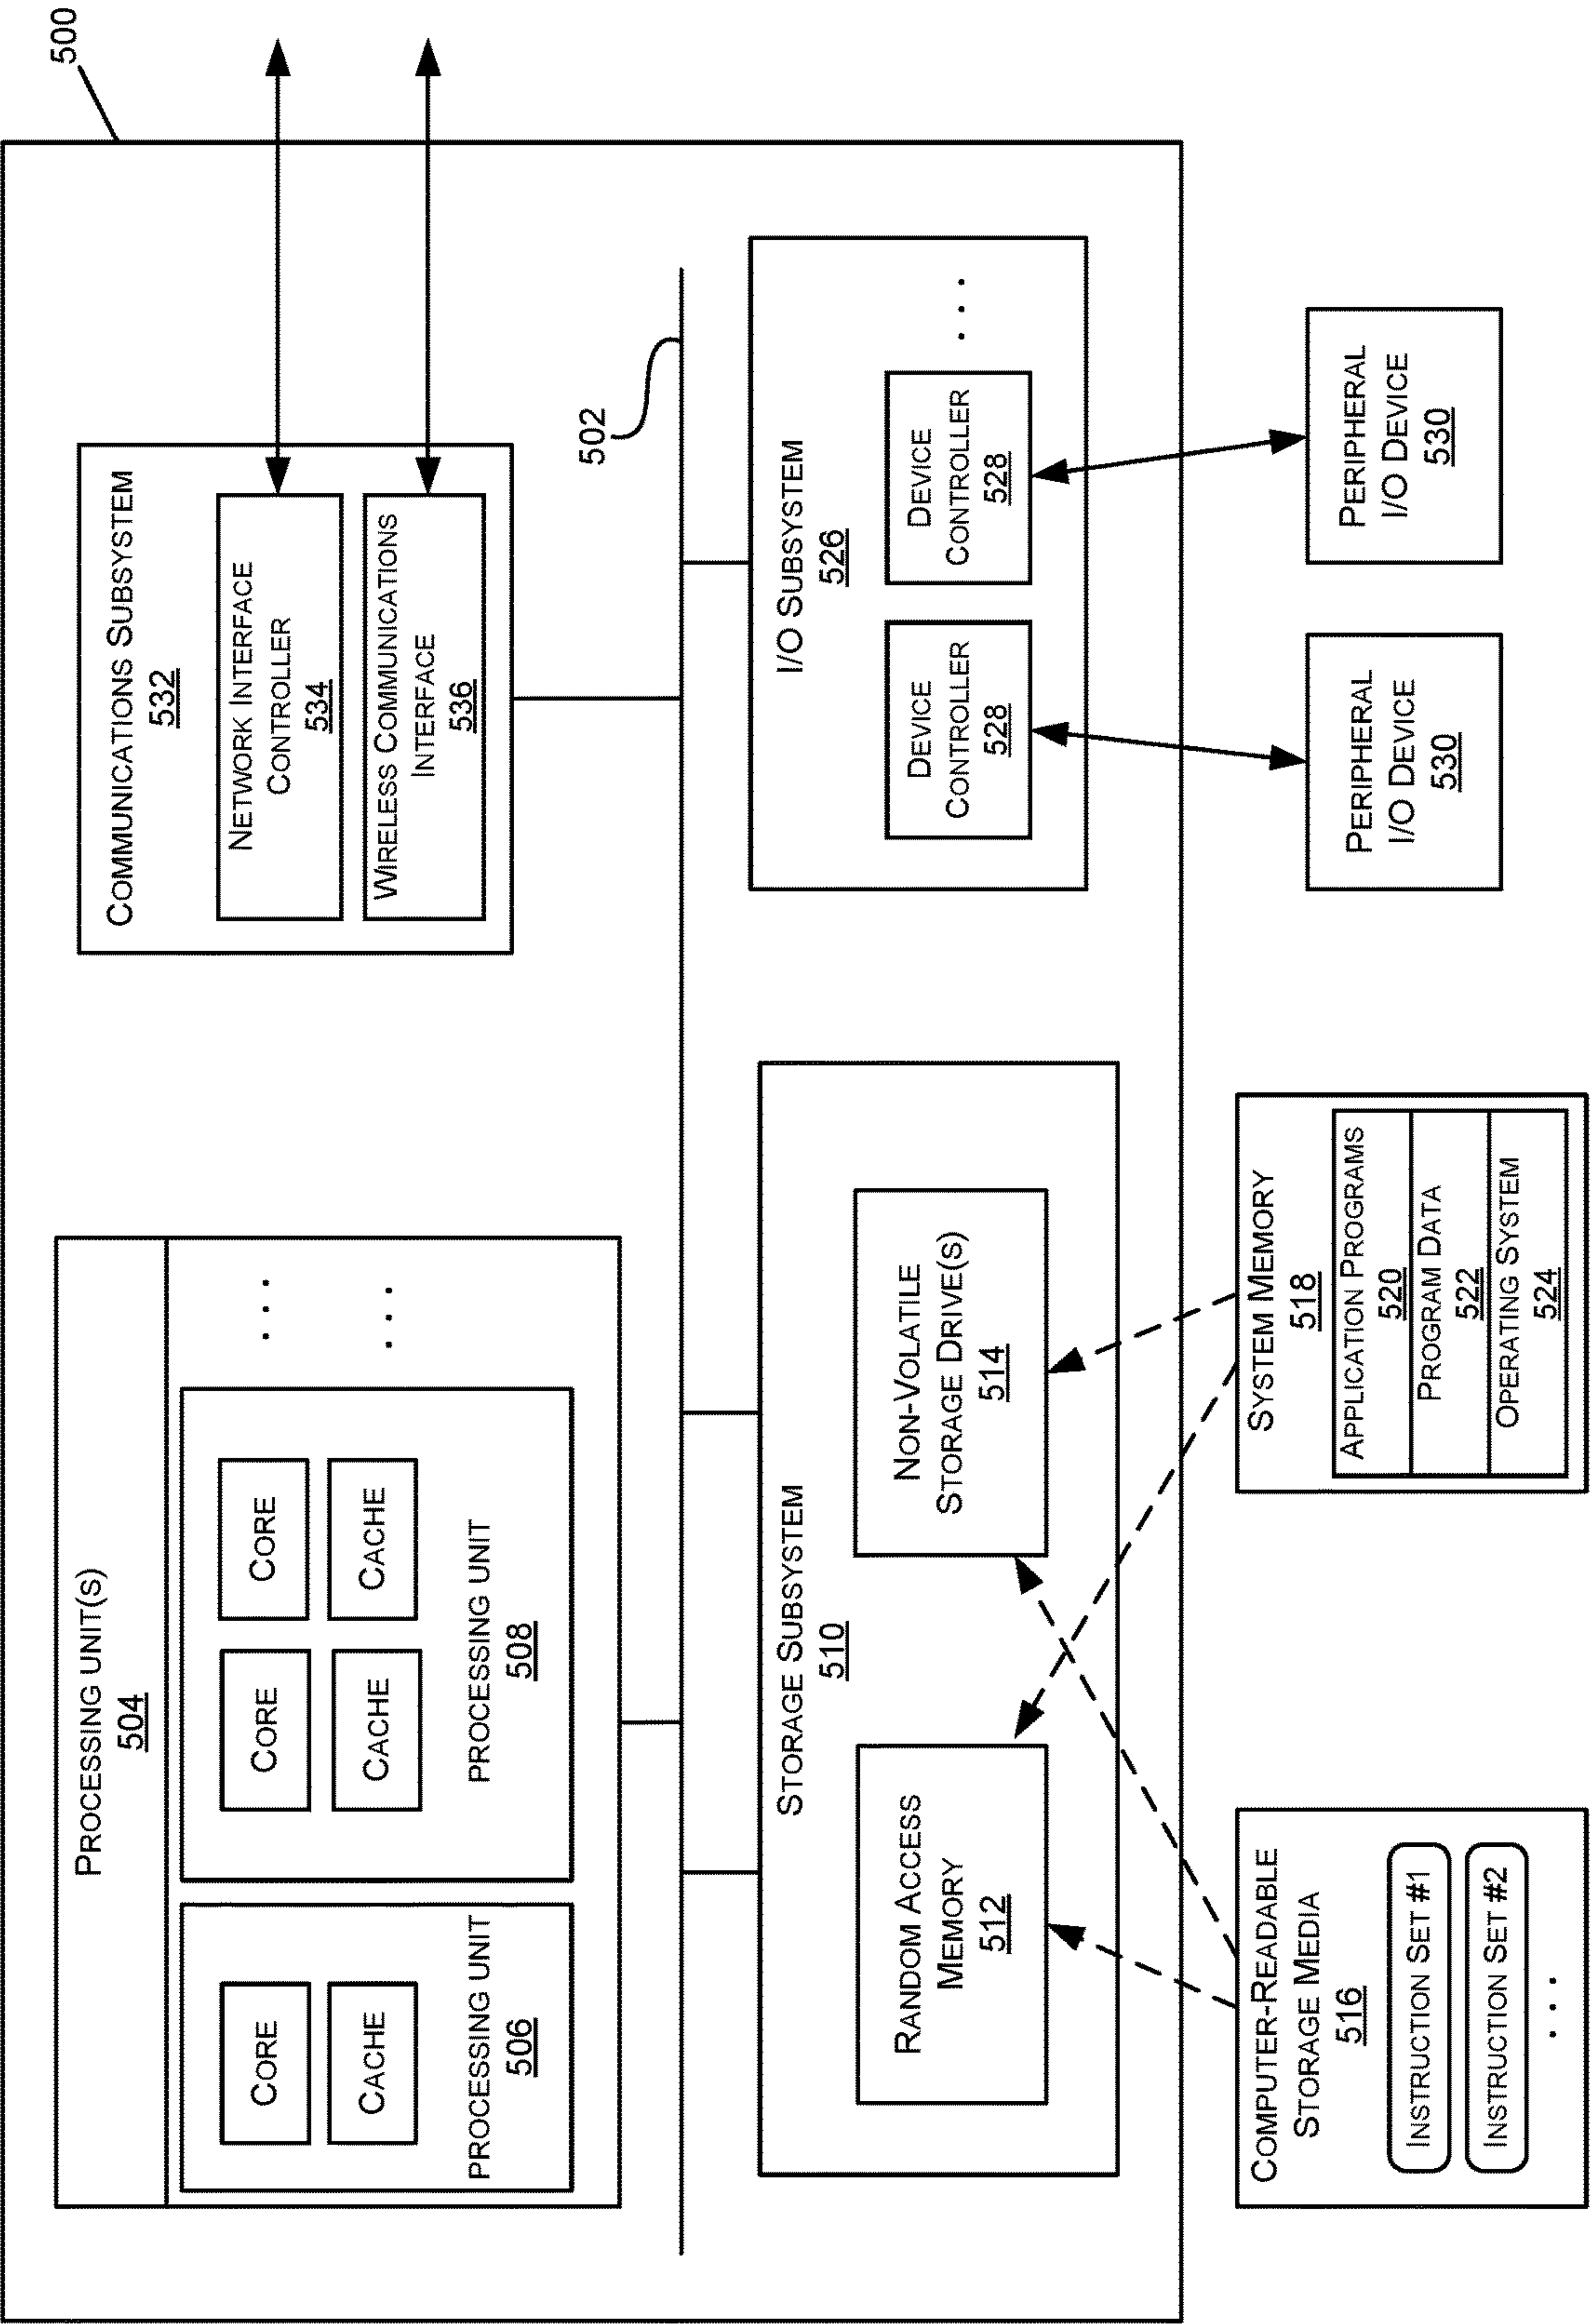 500
PROCESSING UNIT(S)
504
CORE
CACHE
PROCESSING UNIT
506
CORE
CORE
CACHE
CACHE
PROCESSING UNIT
508
. . .
. . .
COMMUNICATIONS SUBSYSTEM
532
NETWORK INTERFACE
CONTROLLER
534
WIRELESS COMMUNICATIONS
INTERFACE
536
502
STORAGE SUBSYSTEM
510
RANDOM ACCESS
MEMORY
512
NON-VOLATILE
STORAGE DRIVE(S)
514
I/O SUBSYSTEM
526
DEVICE
CONTROLLER
528
DEVICE
CONTROLLER
528
. . .
COMPUTER-READABLE
STORAGE MEDIA
516
INSTRUCTION SET #1
INSTRUCTION SET #2
. . .
SYSTEM MEMORY
518
APPLICATION PROGRAMS
520
PROGRAM DATA
522
OPERATING SYSTEM
524
PERIPHERAL
I/O DEVICE
530
PERIPHERAL
I/O DEVICE
530